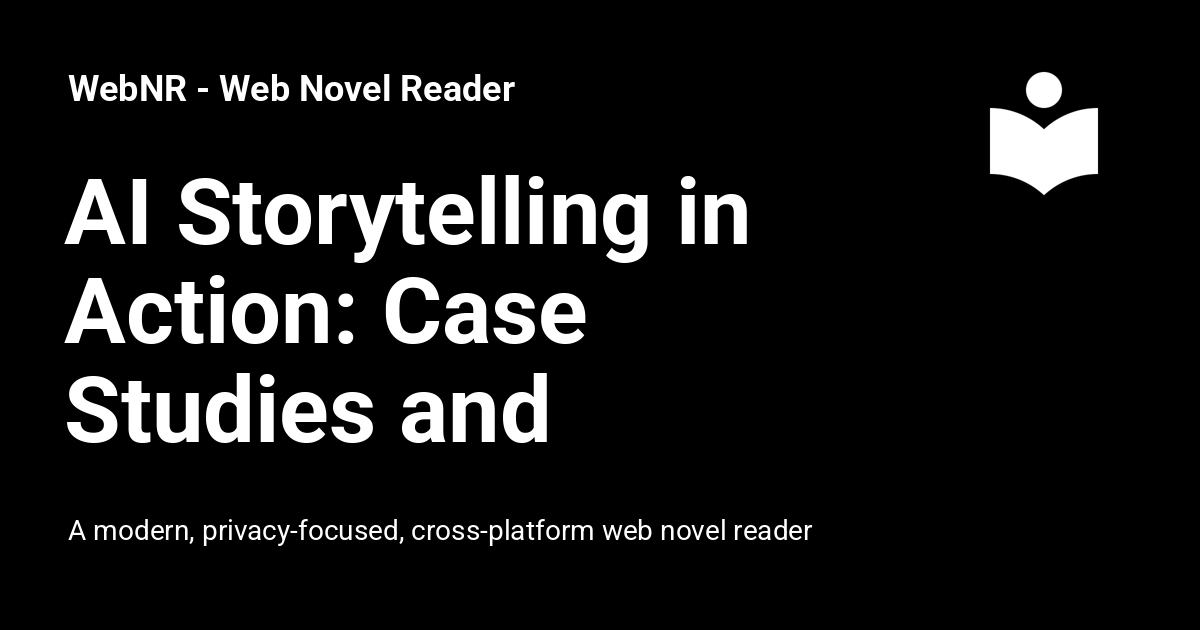 WebNR - Web Novel Reader
AI Storytelling in
Action: Case
Studies and
A modern, privacy-focused, cross-platform web novel reader